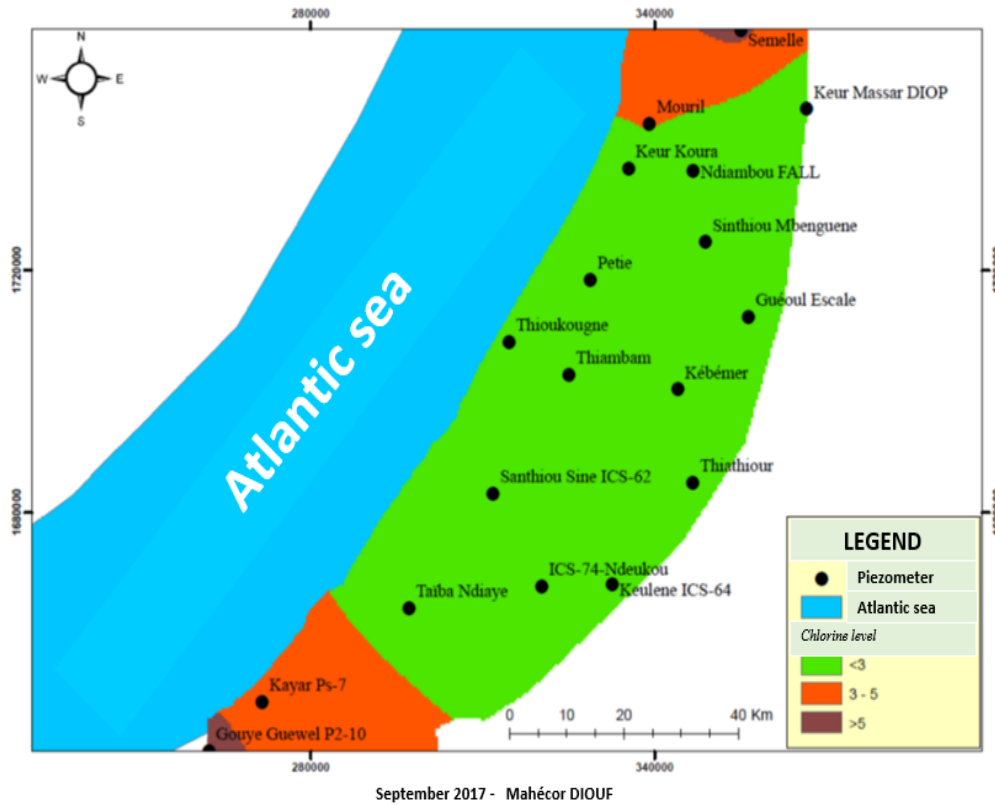 280000
340000
N
W
E
S
Semelle
Keur Massar DIOP
Mouril
Keur Koura
Ndiambou FALL
Sinthiou Mbenguene
1720000
Petie
Guéoul Escale
Thioukougne
Thiambam
Kébémer
Atlantic sea
Santhiou Sine ICS-62
Thiathiour
1680000
ICS-74-Ndeukou
Keulene ICS-64
Taïba Ndiaye
Kayar Ps-7
Gouye Guewel P2-10
0 10 20 40 Km
LEGEND
Piezometer
Atlantic sea
Chlorine level
<3
3 - 5
>5
280000
340000
September 2017 - Mahécor DIOUF